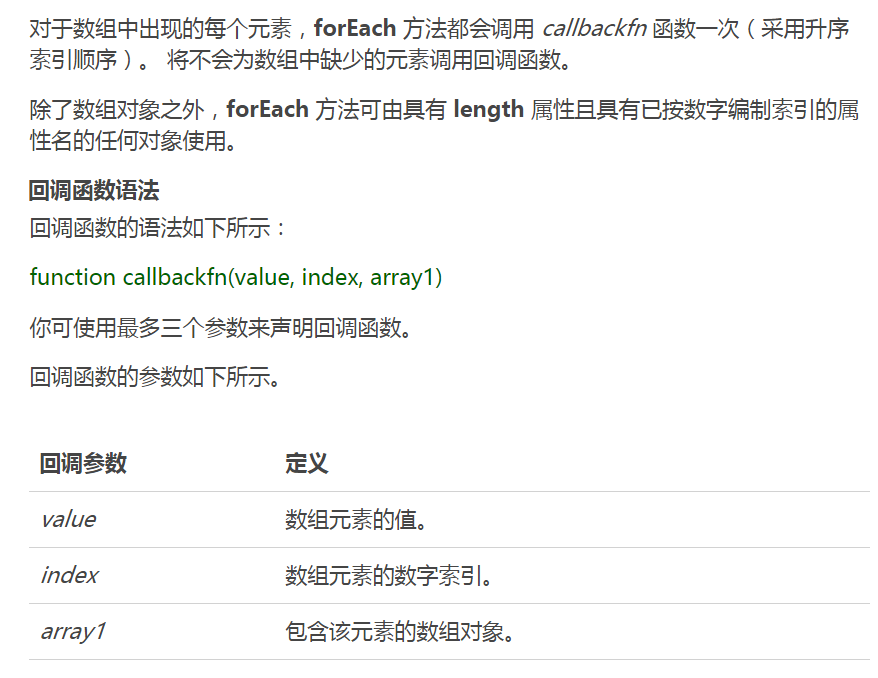 对于数组中出现的每个元素，forEach 方法都会调用 callbackfn 函数一次（采用升序
索引顺序）。 将不会为数组中缺少的元素调用回调函数。
除了数组对象之外，forEach 方法可由具有 length 属性且具有已按数字编制索引的属
性名的任何对象使用。
回调函数语法
回调函数的语法如下所示：
function callbackfn(value, index, array1)
你可使用最多三个参数来声明回调函数。
回调函数的参数如下所示。
回调参数 定义
value 数组元素的值。
index 数组元素的数字索引。
array1 包含该元素的数组对象。